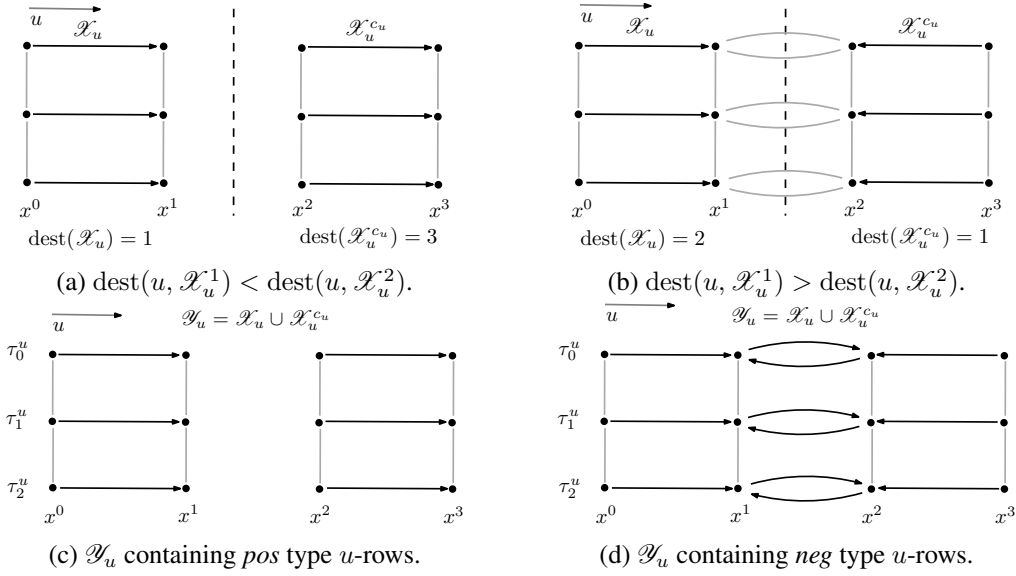 u
𝒳_u 𝒳_u^{c_u}
x^0 x^1 x^2 x^3
dest(𝒳_u) = 1 dest(𝒳_u^{c_u}) = 3
(a) dest(u, 𝒳_u^1) < dest(u, 𝒳_u^2).
u
𝒳_u 𝒳_u^{c_u}
x^0 x^1 x^2 x^3
dest(𝒳_u) = 2 dest(𝒳_u^{c_u}) = 1
(b) dest(u, 𝒳_u^1) > dest(u, 𝒳_u^2).
u 𝒴_u = 𝒳_u ∪ 𝒳_u^{c_u}
τ_0^u
τ_1^u
τ_2^u
x^0 x^1 x^2 x^3
(c) 𝒴_u containing pos type u-rows.
u 𝒴_u = 𝒳_u ∪ 𝒳_u^{c_u}
τ_0^u
τ_1^u
τ_2^u
x^0 x^1 x^2 x^3
(d) 𝒴_u containing neg type u-rows.